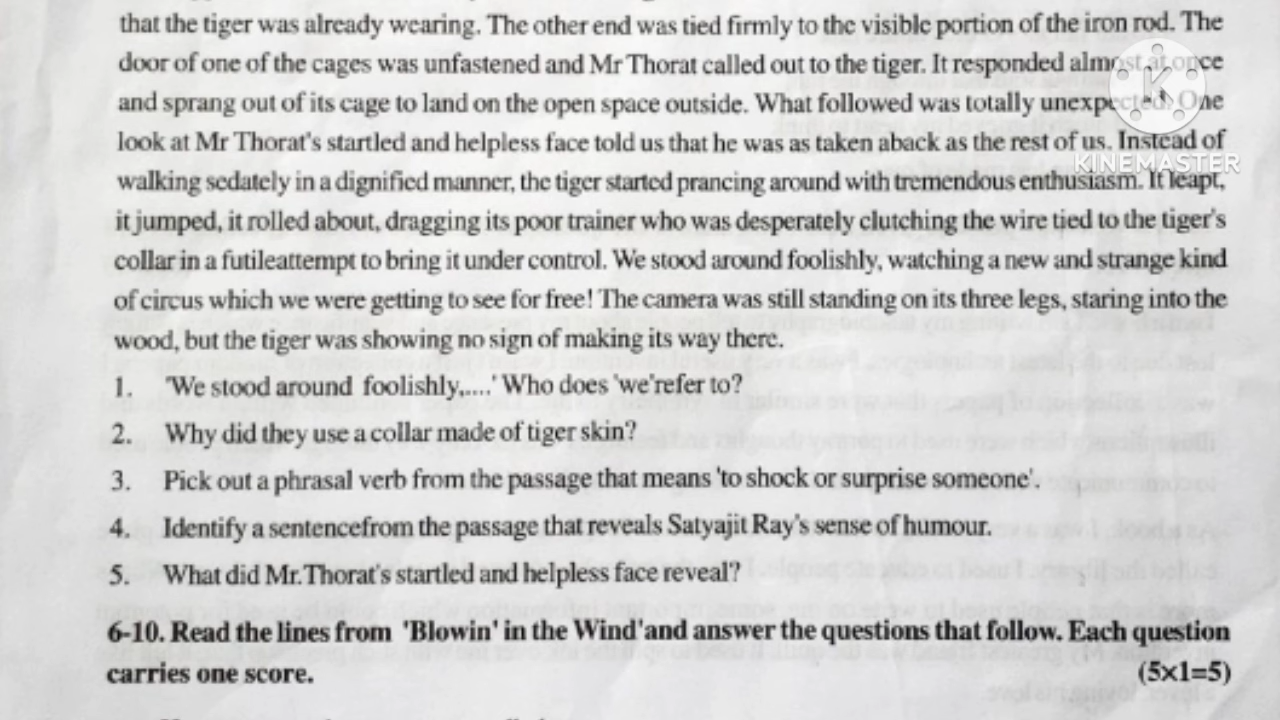 that the tiger was already wearing. The other end was tied firmly to the visible portion of the iron rod. The
door of one of the cages was unfastened and Mr Thorat called out to the tiger. It responded almost at once
and sprang out of its cage to land on the open space outside. What followed was totally unexpected. One
look at Mr Thorat's startled and helpless face told us that he was as taken aback as the rest of us. Instead of
KINEMASTER
walking sedately in a dignified manner, the tiger started prancing around with tremendous enthusiasm. It leapt,
it jumped, it rolled about, dragging its poor trainer who was desperately clutching the wire tied to the tiger's
collar in a futileattempt to bring it under control. We stood around foolishly, watching a new and strange kind
of circus which we were getting to see for free! The camera was still standing on its three legs, staring into the
wood, but the tiger was showing no sign of making its way there.
1. 'We stood around foolishly,....' Who does 'we'refer to?
2. Why did they use a collar made of tiger skin?
3. Pick out a phrasal verb from the passage that means 'to shock or surprise someone'.
4. Identify a sentencefrom the passage that reveals Satyajit Ray's sense of humour.
5. What did Mr.Thorat's startled and helpless face reveal?
6-10. Read the lines from 'Blowin' in the Wind'and answer the questions that follow. Each question
carries one score. (5x1=5)